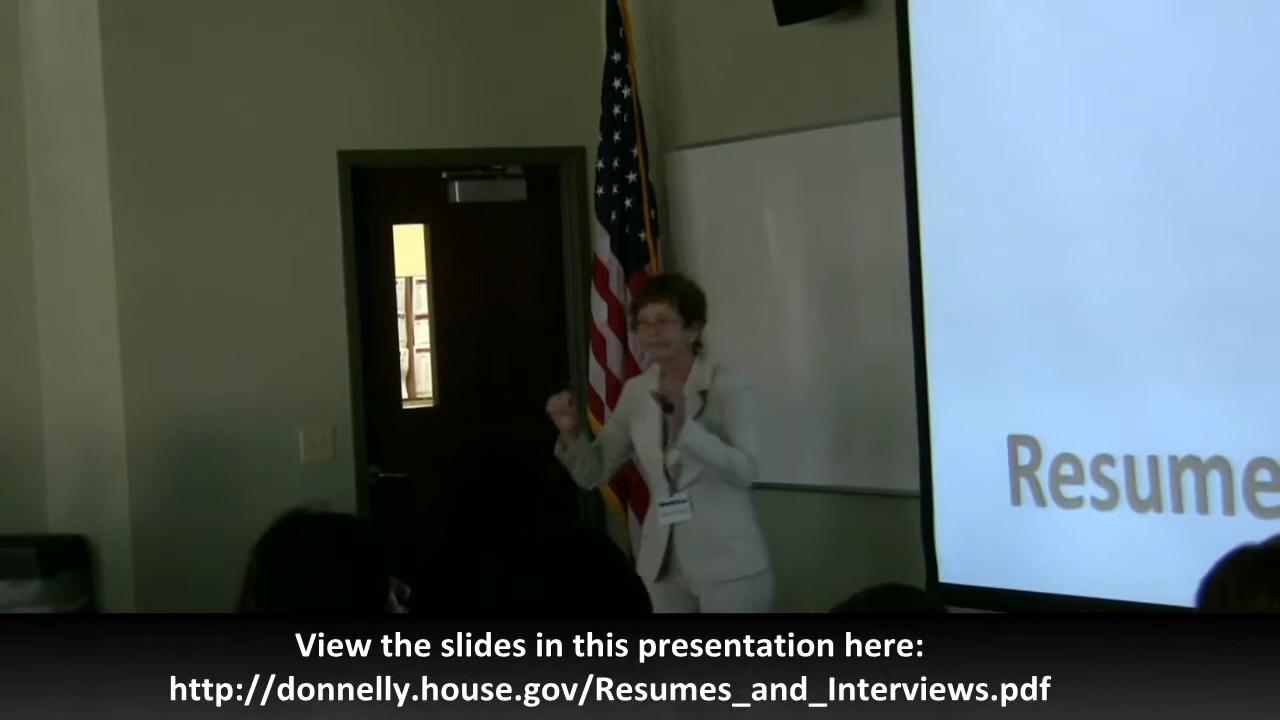 Resume
View the slides in this presentation here:
http://donnelly.house.gov/Resumes_and_Interviews.pdf